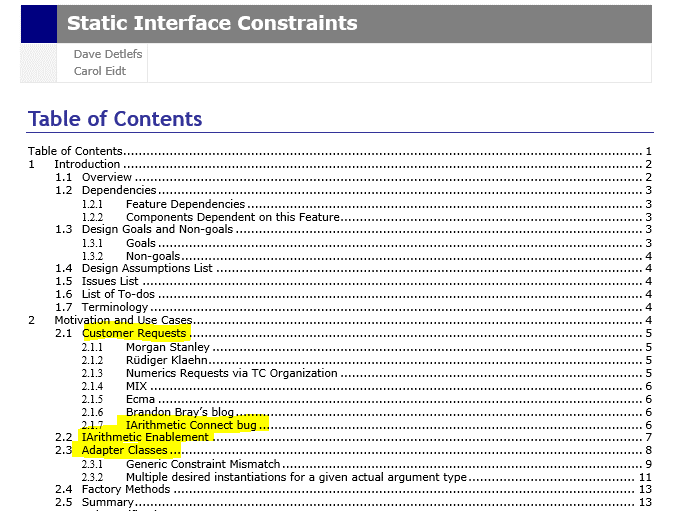 Static Interface Constraints
Dave Detlefs
Carol Eidt
Table of Contents
Table of Contents 1
1 Introduction 2
1.1 Overview 2
1.2 Dependencies 3
1.2.1 Feature Dependencies 3
1.2.2 Components Dependent on this Feature 3
1.3 Design Goals and Non-goals 3
1.3.1 Goals 3
1.3.2 Non-goals 4
1.4 Design Assumptions List 4
1.5 Issues List 4
1.6 List of To-dos 4
1.7 Terminology 4
2 Motivation and Use Cases 4
2.1 Customer Requests 5
2.1.1 Morgan Stanley 5
2.1.2 Rüdiger Klaehn 5
2.1.3 Numerics Requests via TC Organization 5
2.1.4 MIX 6
2.1.5 Ecma 6
2.1.6 Brandon Bray's blog 6
2.1.7 IArithmetic Connect bug 6
2.2 IArithmetic Enablement 7
2.3 Adapter Classes 8
2.3.1 Generic Constraint Mismatch 9
2.3.2 Multiple desired instantiations for a given actual argument type 11
2.4 Factory Methods 13
2.5 Summary 13